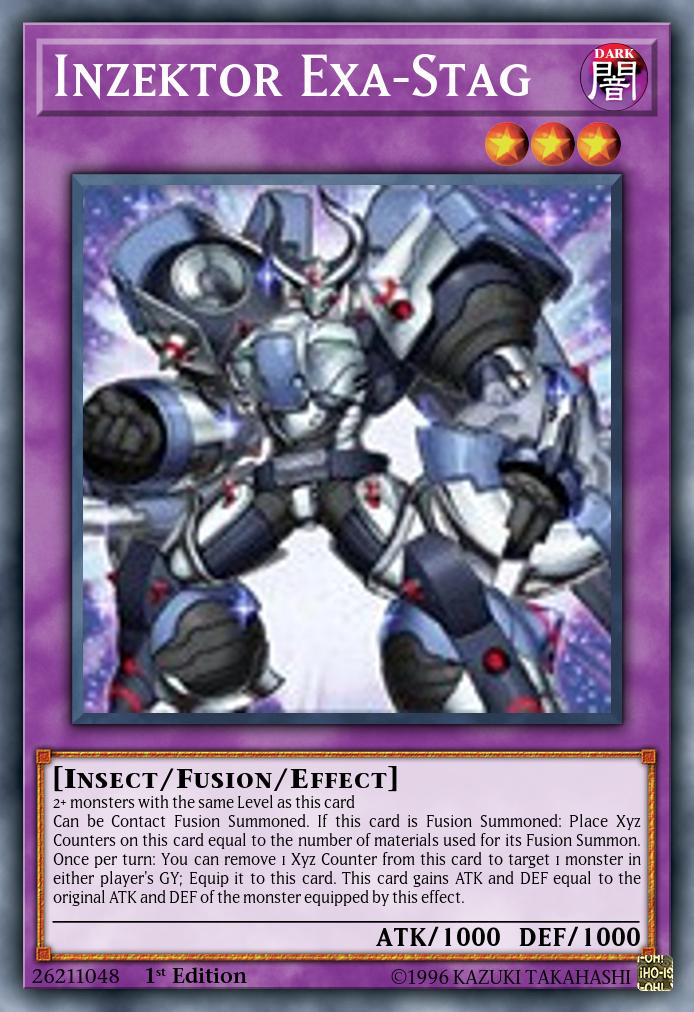 Inzektor Exa-Stag
DARK
闇
[Insect/Fusion/Effect]
2+ monsters with the same Level as this card
Can be Contact Fusion Summoned. If this card is Fusion Summoned: Place Xyz
Counters on this card equal to the number of materials used for its Fusion Summon.
Once per turn: You can remove 1 Xyz Counter from this card to target 1 monster in
either player's GY; Equip it to this card. This card gains ATK and DEF equal to the
original ATK and DEF of the monster equipped by this effect.
ATK/1000 DEF/1000
26211048 1st Edition ©1996 KAZUKI TAKAHASHI